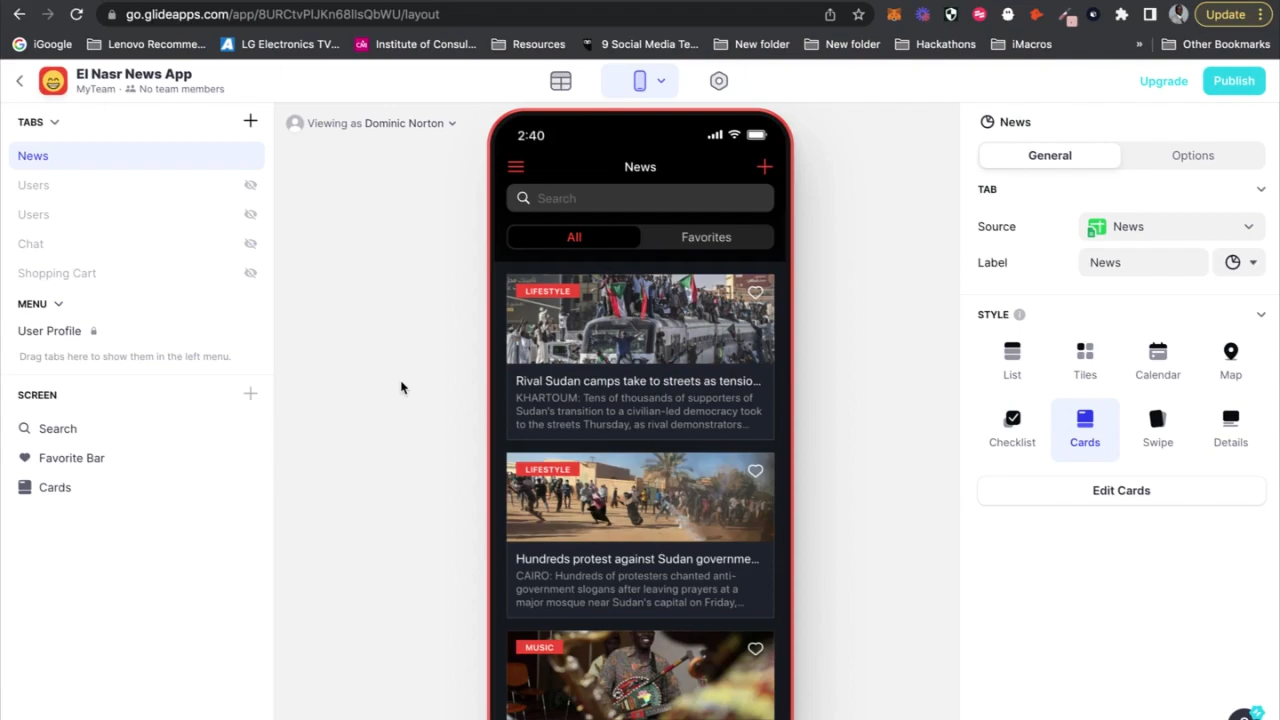 go.glideapps.com/app/8URCtvPlJKn68IlsQbWU/layout
Update
iGoogle
Lenovo Recomme...
LG Electronics TV...
Institute of Consul...
Resources
9 Social Media Te...
New folder
New folder
Hackathons
iMacros
»
Other Bookmarks
El Nasr News App
MyTeam · No team members
Upgrade
Publish
TABS
News
Users
Users
Chat
Shopping Cart
MENU
User Profile
Drag tabs here to show them in the left menu.
SCREEN
Search
Favorite Bar
Cards
Viewing as Dominic Norton
2:40
News
Search
All
Favorites
LIFESTYLE
Rival Sudan camps take to streets as tensio...
KHARTOUM: Tens of thousands of supporters of
Sudan's transition to a civilian-led democracy took
to the streets Thursday, as rival demonstrators...
LIFESTYLE
Hundreds protest against Sudan governme...
CAIRO: Hundreds of protesters chanted anti-
government slogans after leaving prayers at a
major mosque near Sudan's capital on Friday,...
MUSIC
News
General
Options
TAB
Source
News
Label
News
STYLE
List
Tiles
Calendar
Map
Checklist
Cards
Swipe
Details
Edit Cards